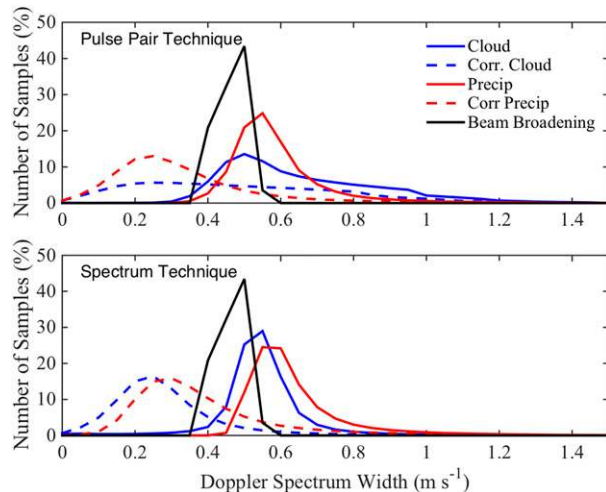 50
Pulse Pair Technique
Cloud
Corr. Cloud
Precip
Corr Precip
Beam Broadening
40
30
20
10
0
Number of Samples (%)
0 0.2 0.4 0.6 0.8 1 1.2 1.4
50
Spectrum Technique
40
30
20
10
0
Number of Samples (%)
0 0.2 0.4 0.6 0.8 1 1.2 1.4
Doppler Spectrum Width (m s-1)